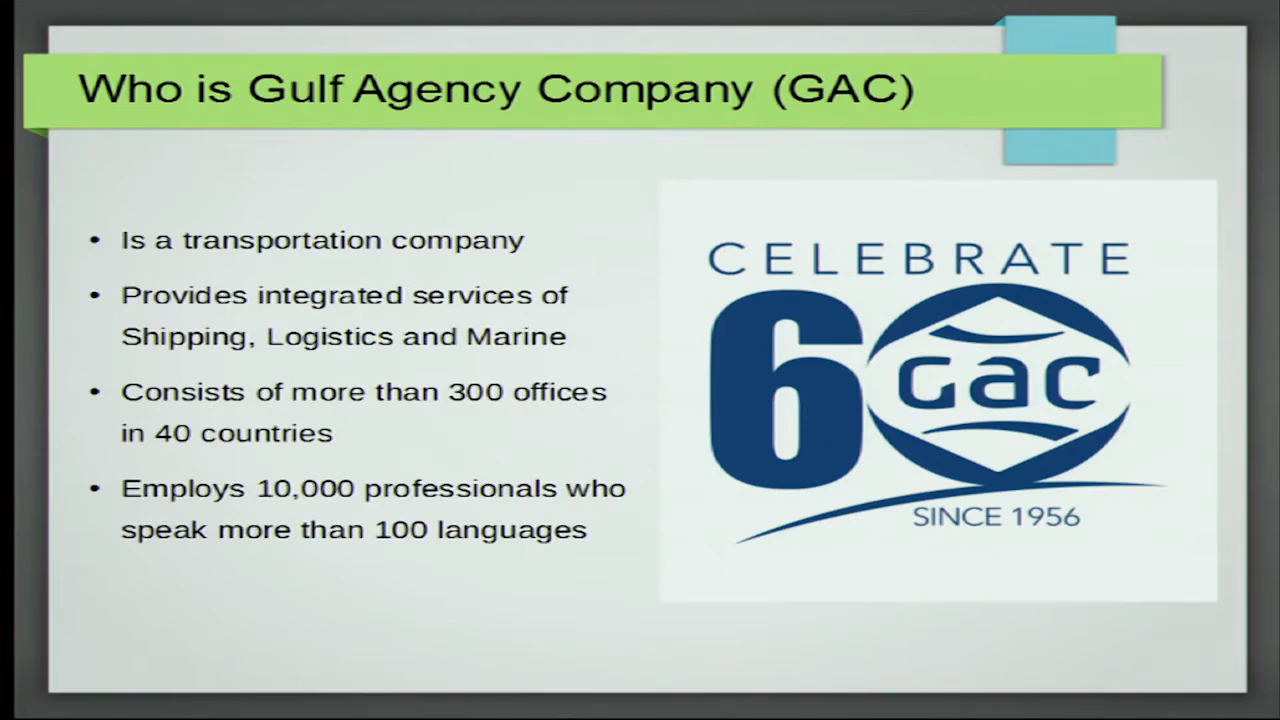 Who is Gulf Agency Company (GAC)
• Is a transportation company
• Provides integrated services of
Shipping, Logistics and Marine
• Consists of more than 300 offices
in 40 countries
• Employs 10,000 professionals who
speak more than 100 languages
CELEBRATE
60
GAC
SINCE 1956